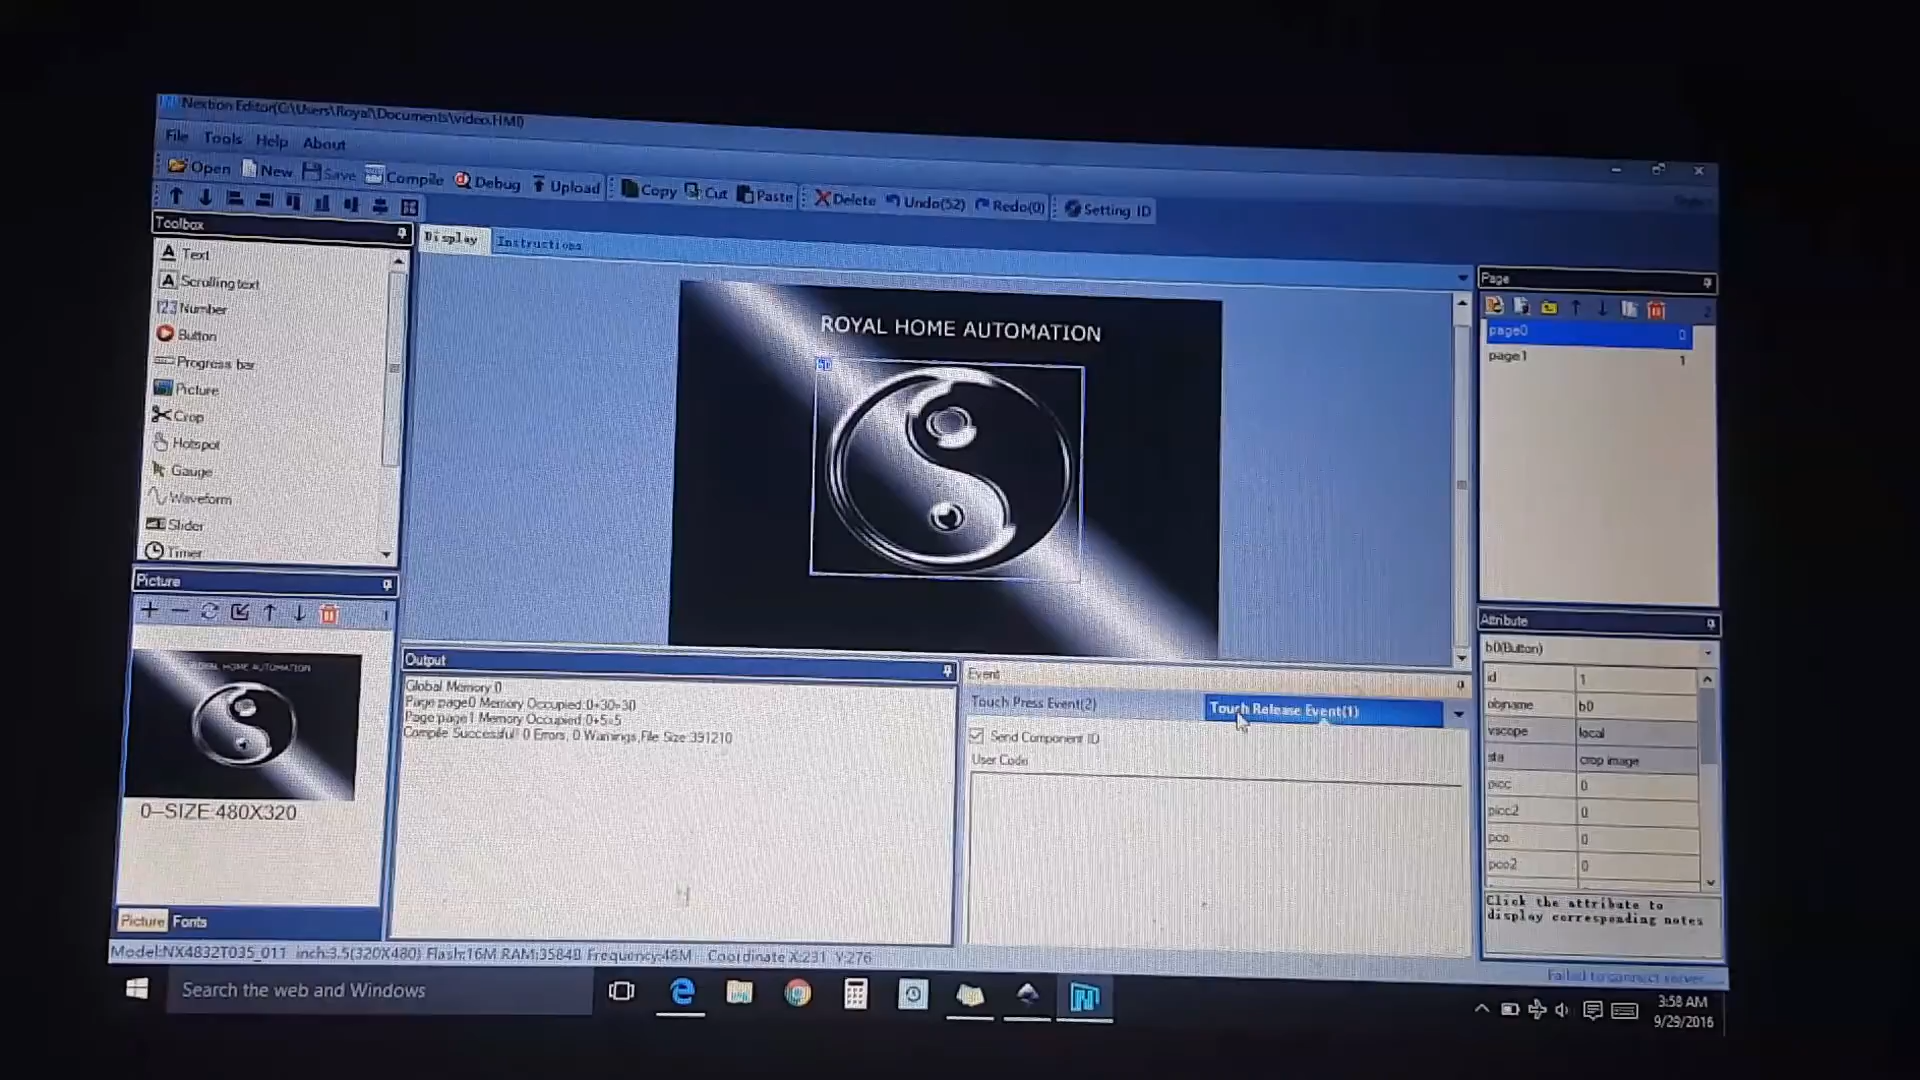 Nextion Editor(C:\Users\Royal\Documents\video.HMI)
File Tools Help About
Open New Save Compile Debug Upload Copy Cut Paste Delete Undo(52) Redo(0) Setting ID
Toolbox
Text
Scrolling text
123 Number
Button
Progress bar
Picture
Crop
Hotspot
Gauge
Waveform
Slider
Timer
Picture
1
ROYAL HOME AUTOMATION
0--SIZE:480X320
Picture Fonts
Display Instructions
ROYAL HOME AUTOMATION
b0
Output
Global Memory:0
Page page0 Memory Occupied:0+30=30
Page page1 Memory Occupied:0+5=5
Compile Successful! 0 Errors, 0 Warnings,File Size:391210
Event
Touch Press Event(2) Touch Release Event(1)
Send Component ID
User Code
Page
2
page0 0
page1 1
Attribute
b0(Button)
id 1
objname b0
vscope local
sta crop image
picc 0
picc2 0
pco 0
pco2 0
Click the attribute to
display corresponding notes
Model:NX4832T035_011 inch:3.5(320X480) Flash:16M RAM:3584B Frequency:48M Coordinate X:231 Y:276
Failed to connect server...
Search the web and Windows
3:58 AM
9/29/2016